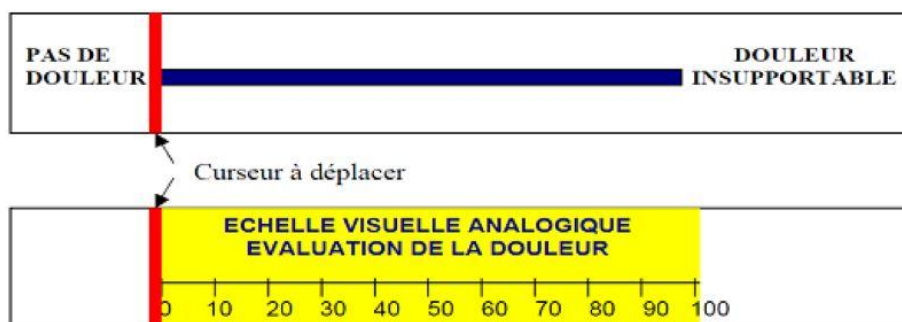 PAS DE
DOULEUR
DOULEUR
INSUPPORTABLE
Curseur à déplacer
ECHELLE VISUELLE ANALOGIQUE
EVALUATION DE LA DOULEUR
0 10 20 30 40 50 60 70 80 90 100